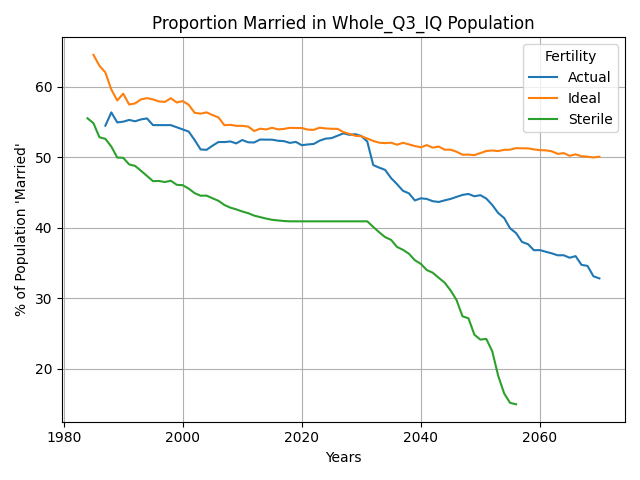 Proportion Married in Whole_Q3_IQ Population
% of Population 'Married'
60
50
40
30
20
1980
2000
2020
2040
2060
Years
Fertility
Actual
Ideal
Sterile